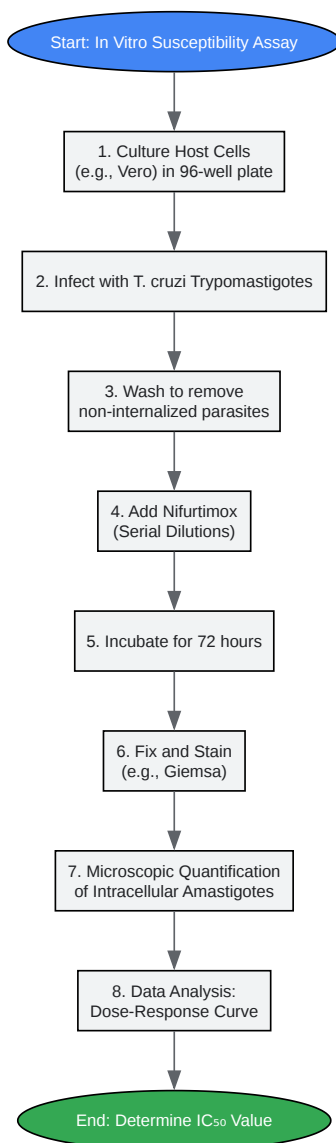 Start: In Vitro Susceptibility Assay
1. Culture Host Cells
(e.g., Vero) in 96-well plate
2. Infect with T. cruzi Trypomastigotes
3. Wash to remove
non-internalized parasites
4. Add Nifurtimox
(Serial Dilutions)
5. Incubate for 72 hours
6. Fix and Stain
(e.g., Giemsa)
7. Microscopic Quantification
of Intracellular Amastigotes
8. Data Analysis:
Dose-Response Curve
End: Determine IC₅₀ Value